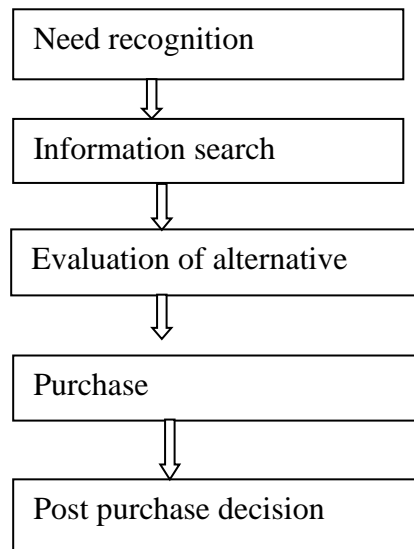 Need recognition
Information search
Evaluation of alternative
Purchase
Post purchase decision